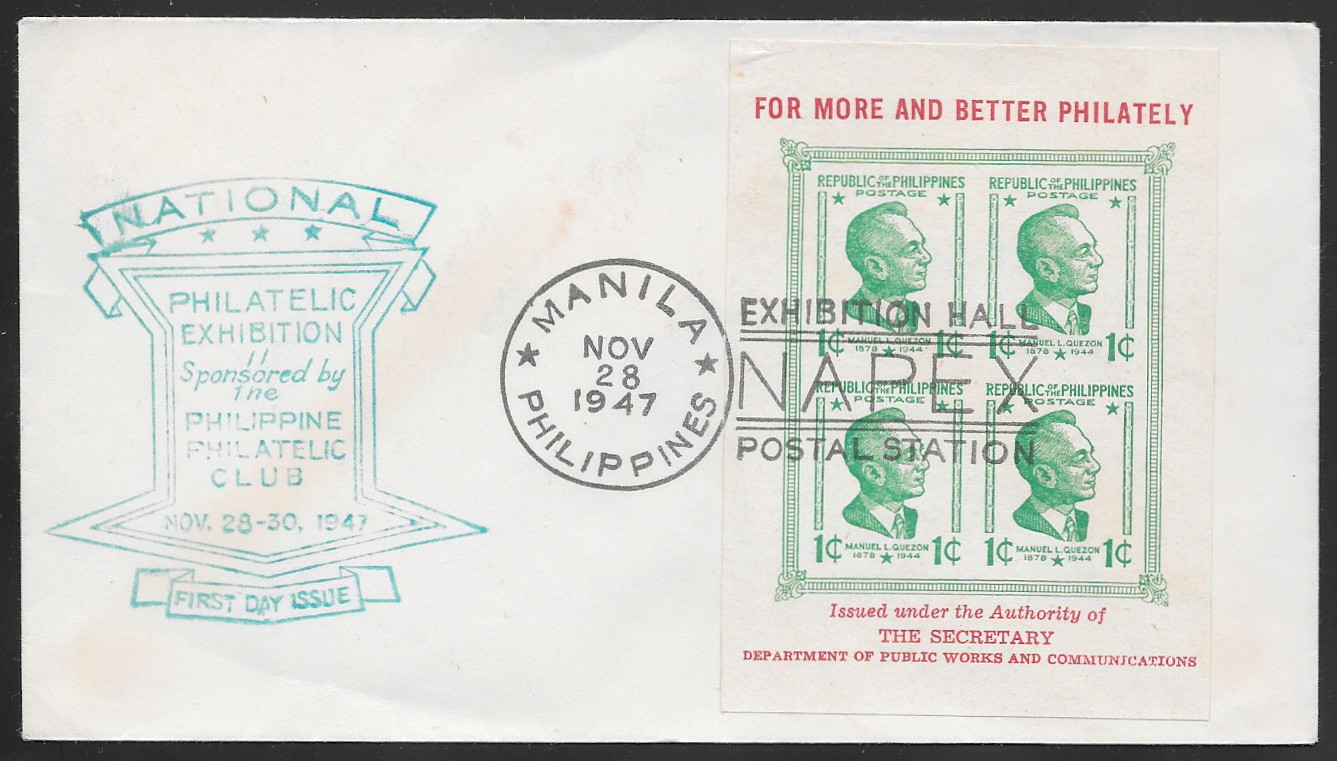 NATIONAL
PHILATELIC
EXHIBITION
Sponsored by
the
PHILIPPINE
PHILATELIC
CLUB
NOV. 28-30, 1947
FIRST DAY ISSUE
MANILA
NOV
28
1947
PHILIPPINES
EXHIBITION HALL
NAPEX
POSTAL STATION
FOR MORE AND BETTER PHILATELY
REPUBLIC OF THE PHILIPPINES
POSTAGE
1¢ MANUEL L. QUEZON 1¢
1878 1944
REPUBLIC OF THE PHILIPPINES
POSTAGE
1¢ MANUEL L. QUEZON 1¢
1878 1944
REPUBLIC OF THE PHILIPPINES
POSTAGE
1¢ MANUEL L. QUEZON 1¢
1878 1944
REPUBLIC OF THE PHILIPPINES
POSTAGE
1¢ MANUEL L. QUEZON 1¢
1878 1944
Issued under the Authority of
THE SECRETARY
DEPARTMENT OF PUBLIC WORKS AND COMMUNICATIONS